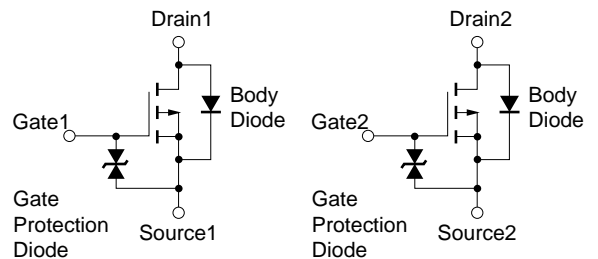 Drain1
Body
Diode
Gate1
Gate
Protection
Diode
Source1
Drain2
Body
Diode
Gate2
Gate
Protection
Diode
Source2